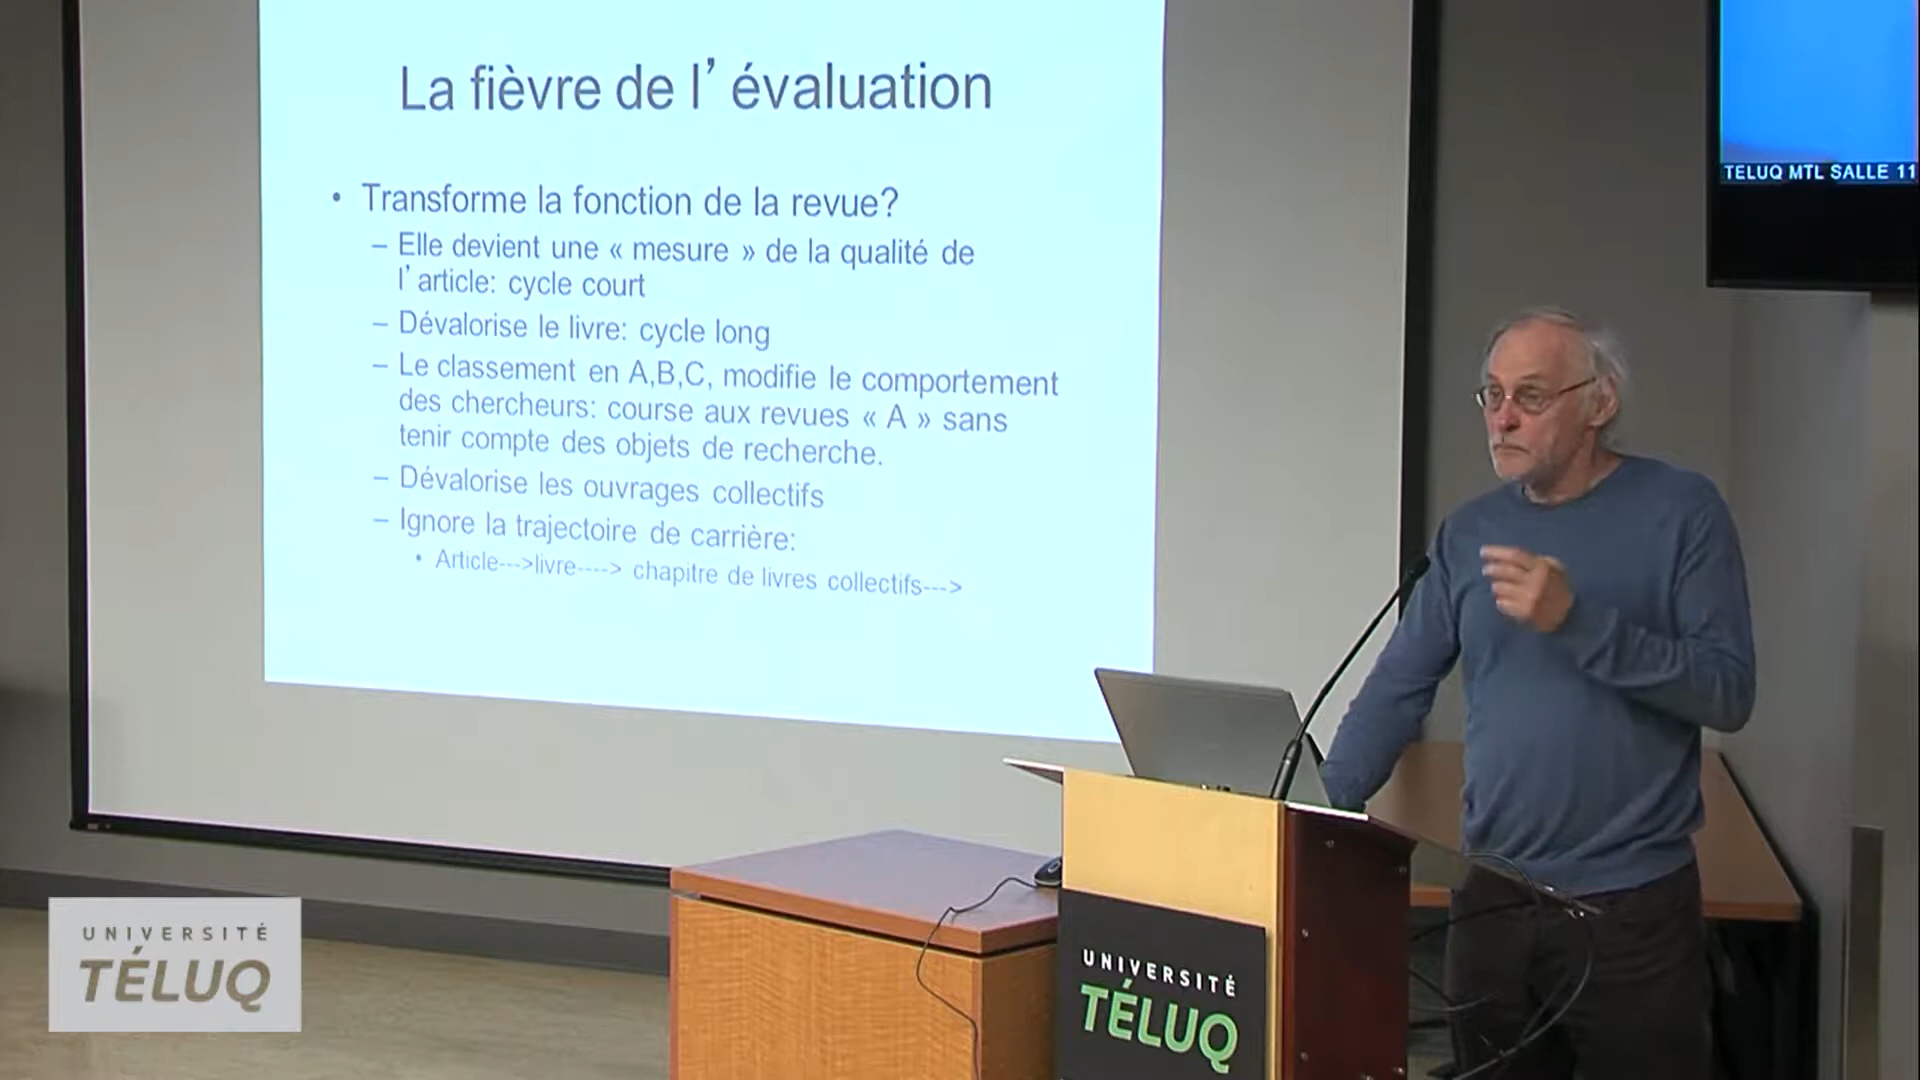 La fièvre de l’évaluation
• Transforme la fonction de la revue?
– Elle devient une « mesure » de la qualité de
l’article: cycle court
– Dévalorise le livre: cycle long
– Le classement en A,B,C, modifie le comportement
des chercheurs: course aux revues « A » sans
tenir compte des objets de recherche.
– Dévalorise les ouvrages collectifs
– Ignore la trajectoire de carrière:
• Article--->livre----> chapitre de livres collectifs--->
TELUQ MTL SALLE 11
UNIVERSITÉ
TÉLUQ
UNIVERSITÉ
TÉLUQ